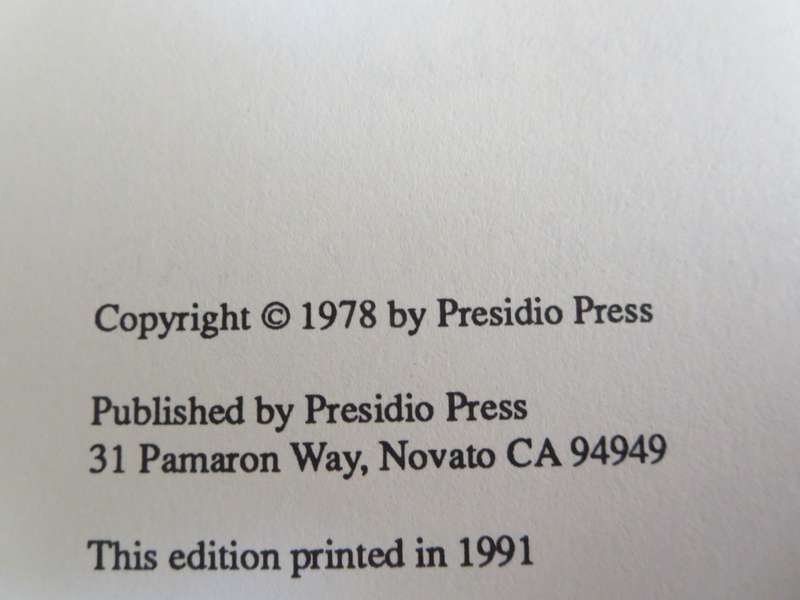 Copyright © 1978 by Presidio Press
Published by Presidio Press
31 Pamaron Way, Novato CA 94949
This edition printed in 1991